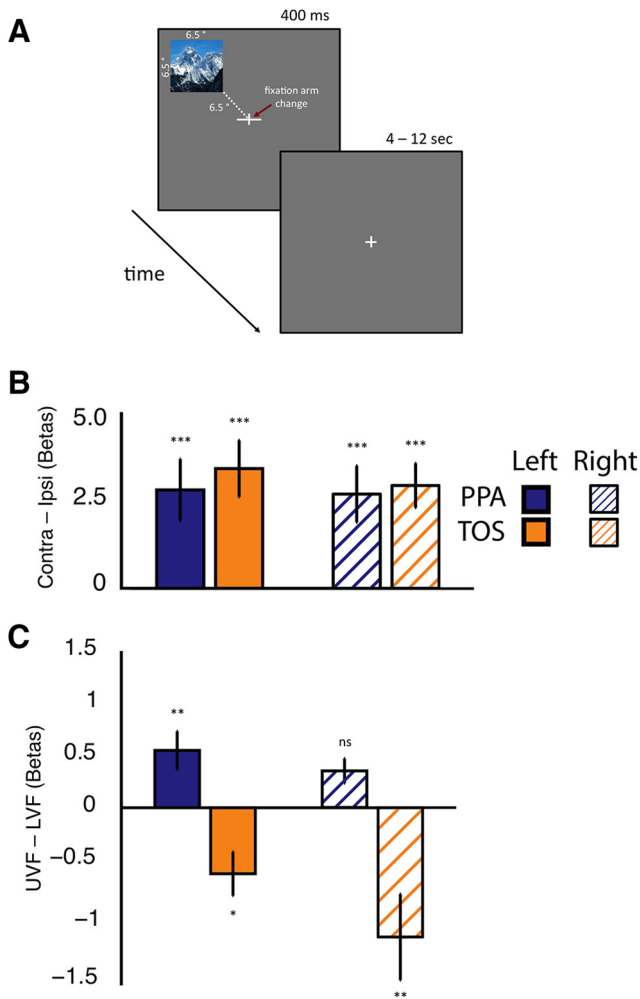 A
400 ms
6.5 °
6.5 °
6.5 °
fixation arm
change
4 – 12 sec
time
B
Contra – Ipsi (Betas)
5.0
2.5
0
***
***
***
***
Left Right
PPA
TOS
C
UVF – LVF (Betas)
1.5
1
0.5
0
−0.5
−1
−1.5
**
*
ns
**